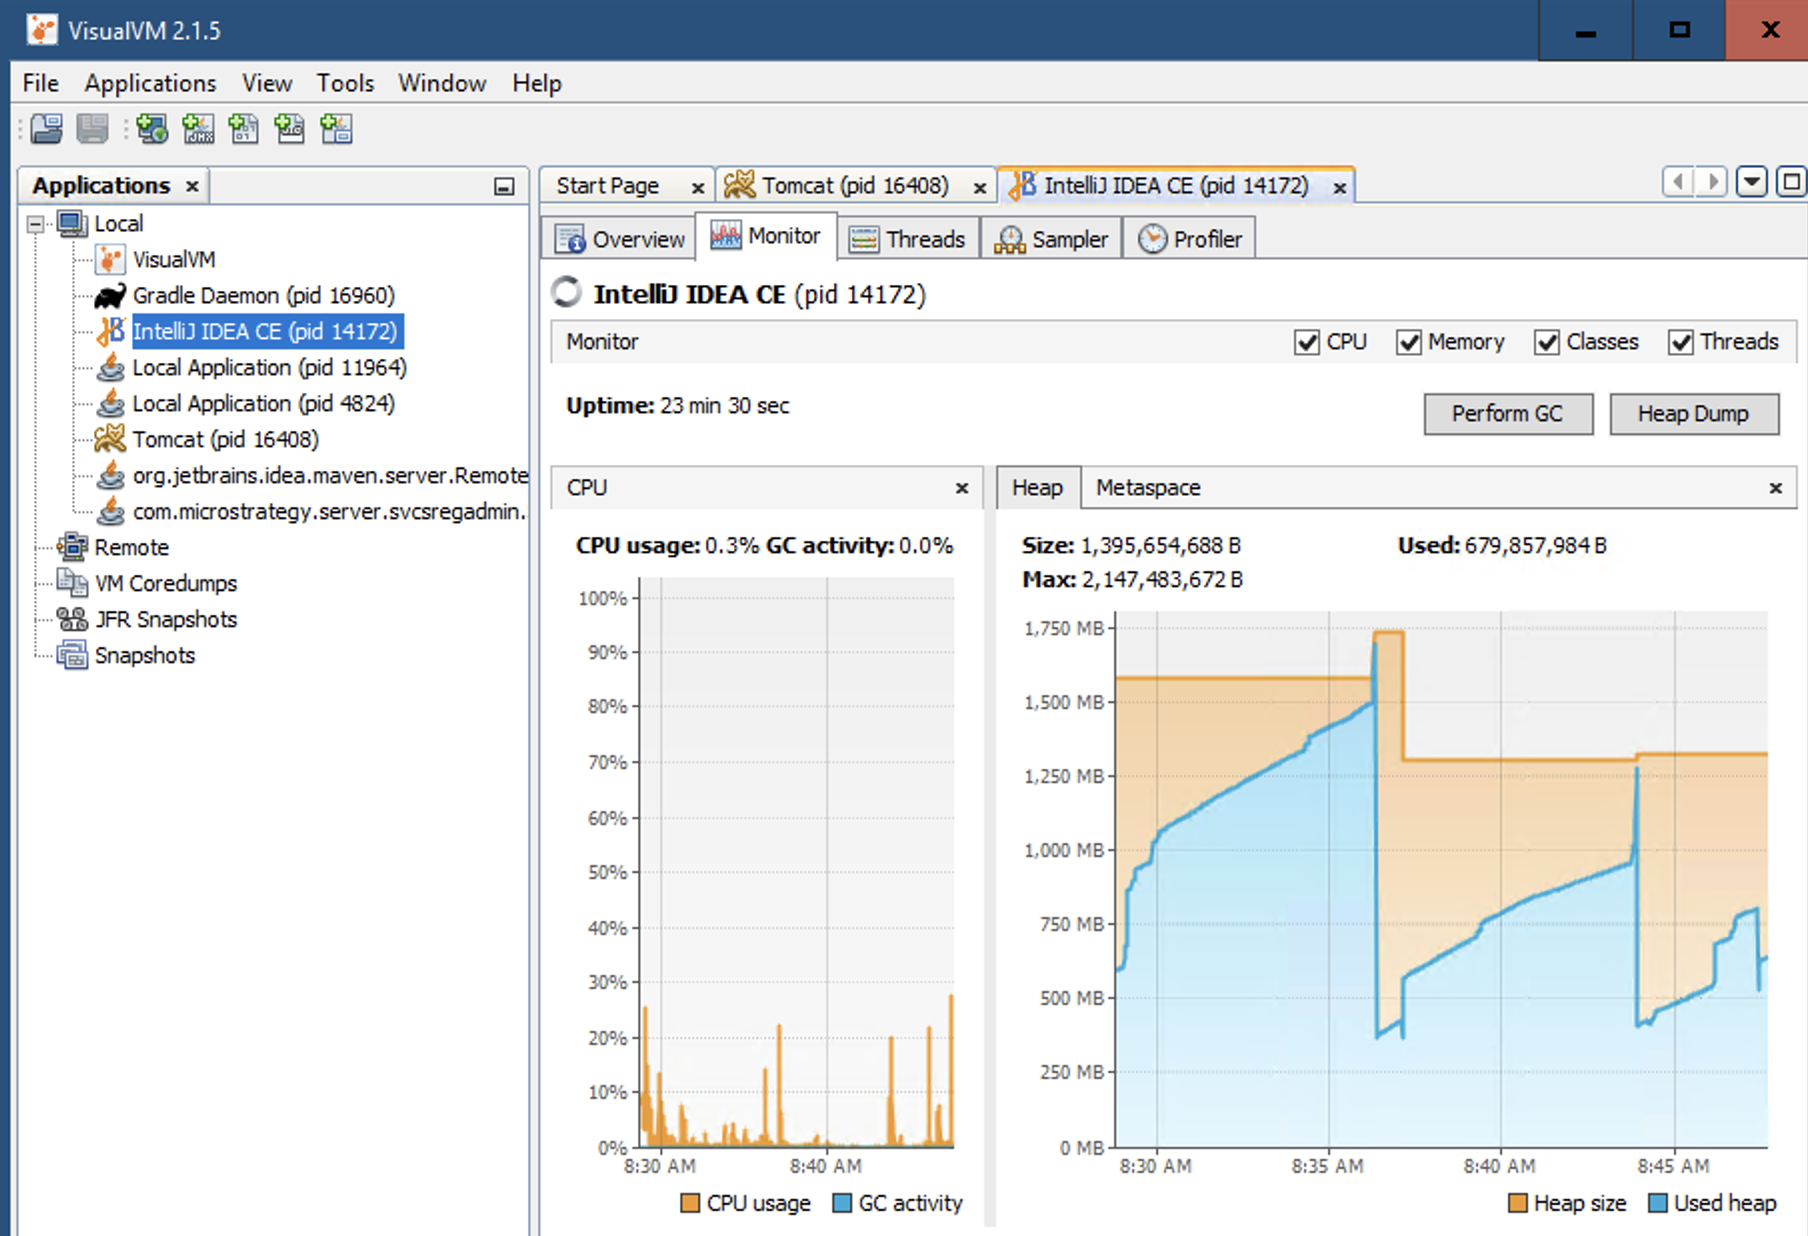 VisualVM 2.1.5
File Applications View Tools Window Help
Applications
Local
VisualVM
Gradle Daemon (pid 16960)
IntelliJ IDEA CE (pid 14172)
Local Application (pid 11964)
Local Application (pid 4824)
Tomcat (pid 16408)
org.jetbrains.idea.maven.server.Remote
com.microstrategy.server.svcsregadmin.
Remote
VM Coredumps
JFR Snapshots
Snapshots
Start Page Tomcat (pid 16408) IntelliJ IDEA CE (pid 14172)
Overview Monitor Threads Sampler Profiler
IntelliJ IDEA CE (pid 14172)
Monitor CPU Memory Classes Threads
Uptime: 23 min 30 sec Perform GC Heap Dump
CPU
CPU usage: 0.3% GC activity: 0.0%
100%
90%
80%
70%
60%
50%
40%
30%
20%
10%
0%
8:30 AM 8:40 AM
CPU usage GC activity
Heap Metaspace
Size: 1,395,654,688 B Used: 679,857,984 B
Max: 2,147,483,672 B
1,750 MB
1,500 MB
1,250 MB
1,000 MB
750 MB
500 MB
250 MB
0 MB
8:30 AM 8:35 AM 8:40 AM 8:45 AM
Heap size Used heap